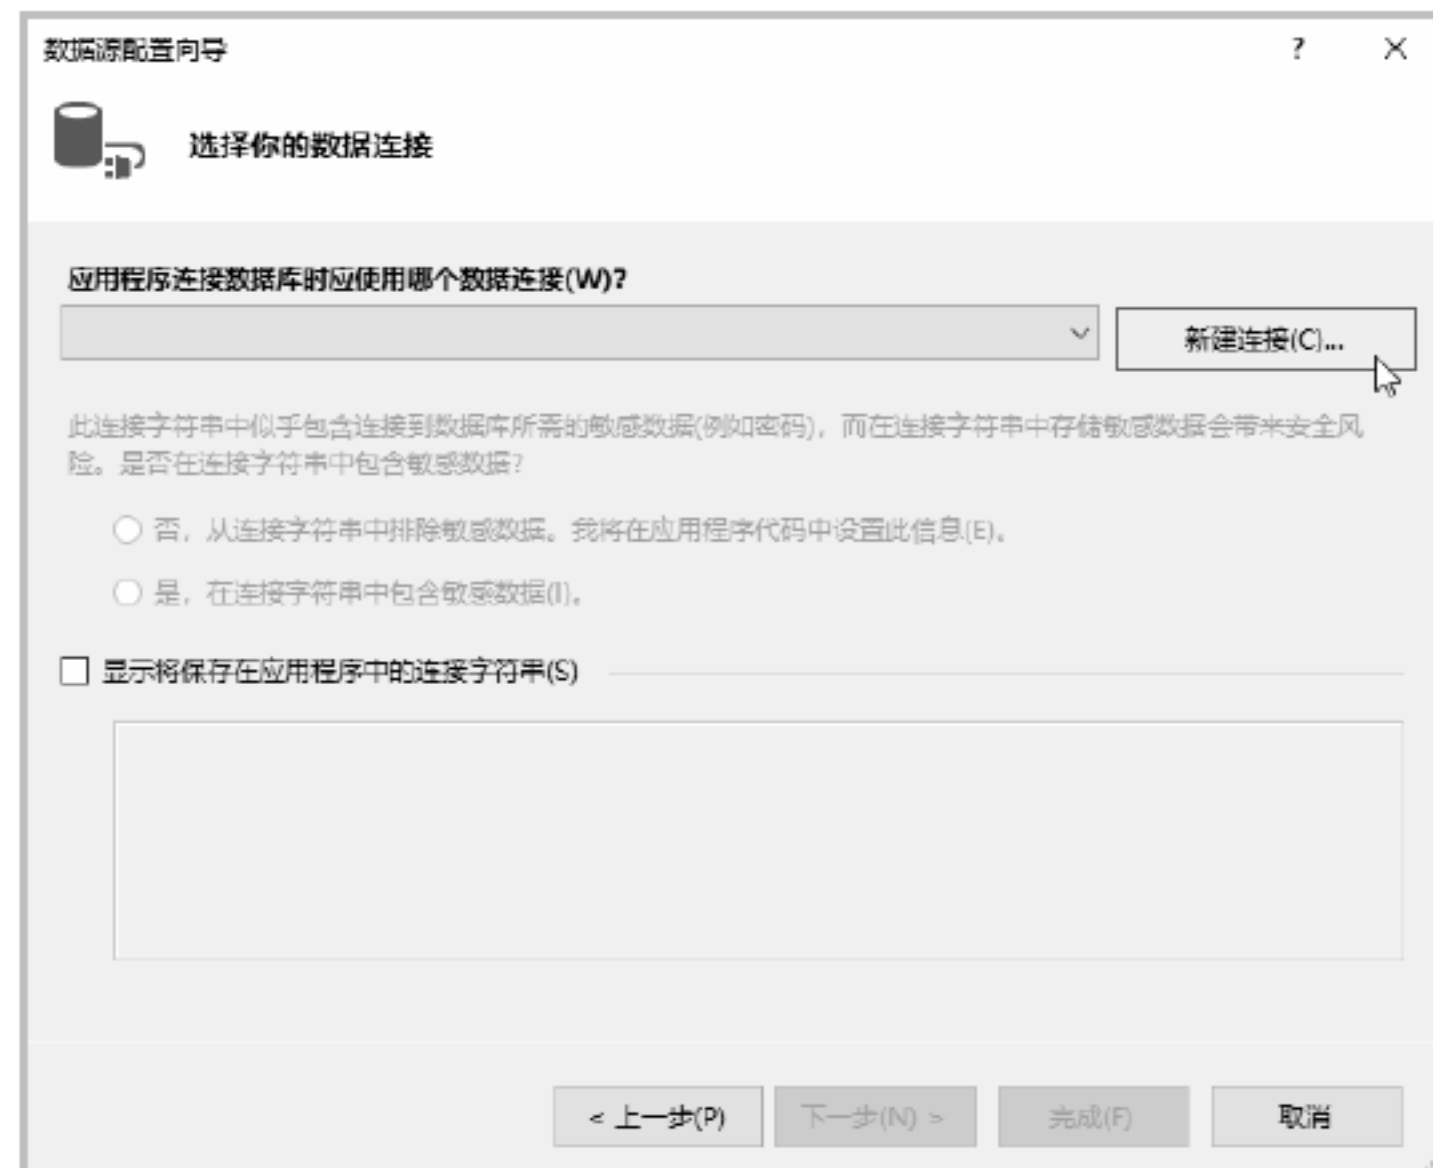 数据源配置向导
?
选择你的数据连接
应用程序连接数据库时应使用哪个数据连接(W)?
新建连接(C)...
此连接字符串中似乎包含连接到数据库所需的敏感数据(例如密码)，而在连接字符串中存储敏感数据会带来安全风
险。是否在连接字符串中包含敏感数据?
否，从连接字符串中排除敏感数据。我将在应用程序代码中设置此信息(E)。
是，在连接字符串中包含敏感数据(I)。
显示将保存在应用程序中的连接字符串(S)
< 上一步(P) 下一步(N) > 完成(F) 取消